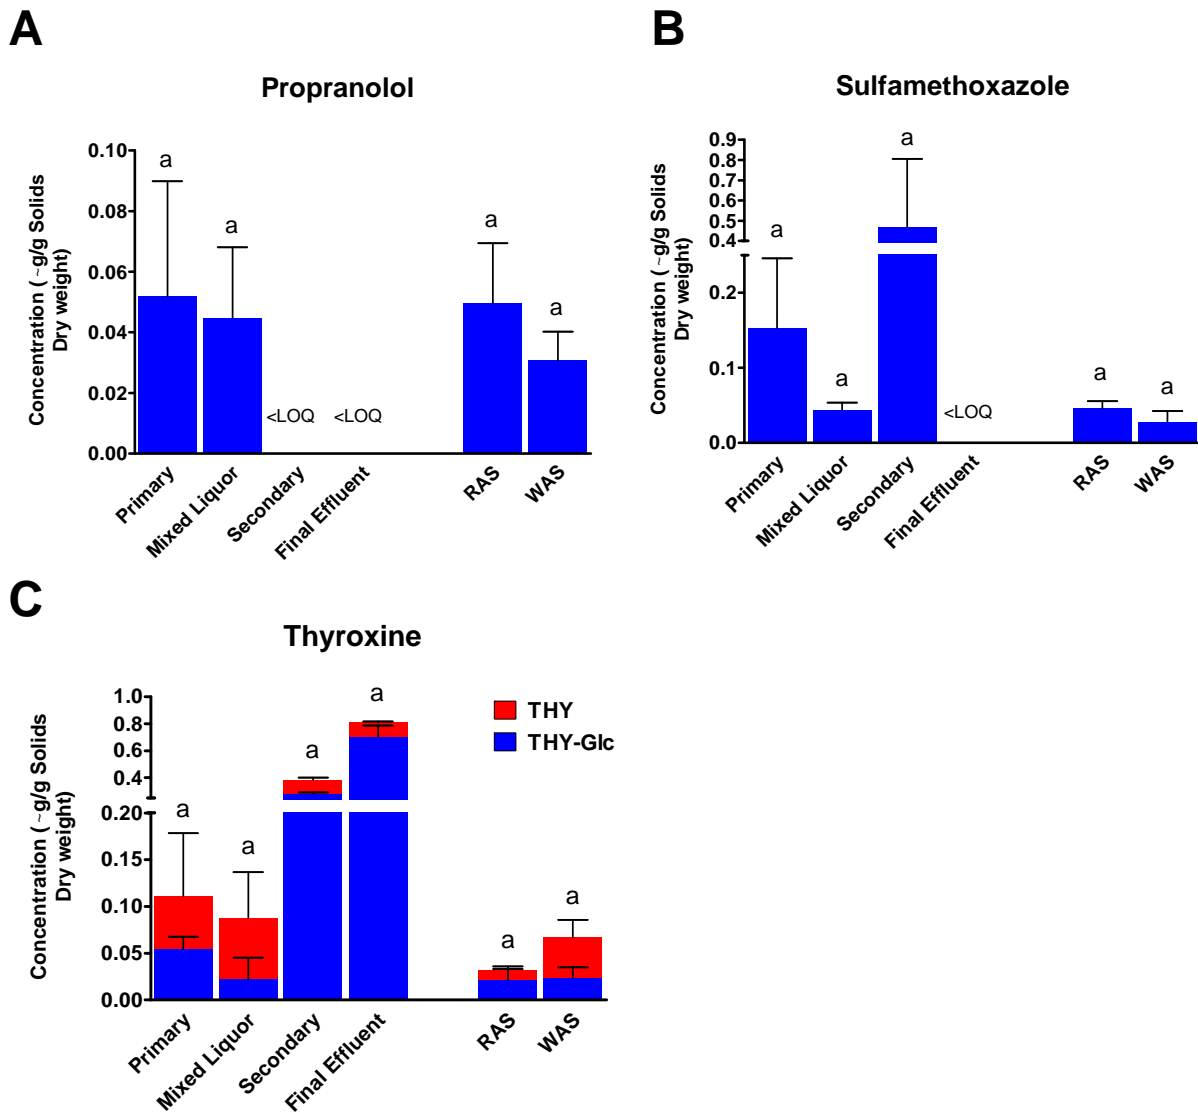 A
Propranolol
Concentration (~g/g Solids
Dry weight)
0.10
0.08
0.06
0.04
0.02
0.00
a
a
<LOQ
<LOQ
a
a
Primary
Mixed Liquor
Secondary
Final Effluent
RAS
WAS
B
Sulfamethoxazole
Concentration (~g/g Solids
Dry weight)
0.9
0.8
0.7
0.6
0.5
0.4
0.2
0.1
0.0
a
a
a
<LOQ
a
a
Primary
Mixed Liquor
Secondary
Final Effluent
RAS
WAS
C
Thyroxine
Concentration (~g/g Solids
Dry weight)
1.0
0.8
0.6
0.4
0.20
0.15
0.10
0.05
0.00
a
a
a
a
a
a
THY
THY-Glc
Primary
Mixed Liquor
Secondary
Final Effluent
RAS
WAS